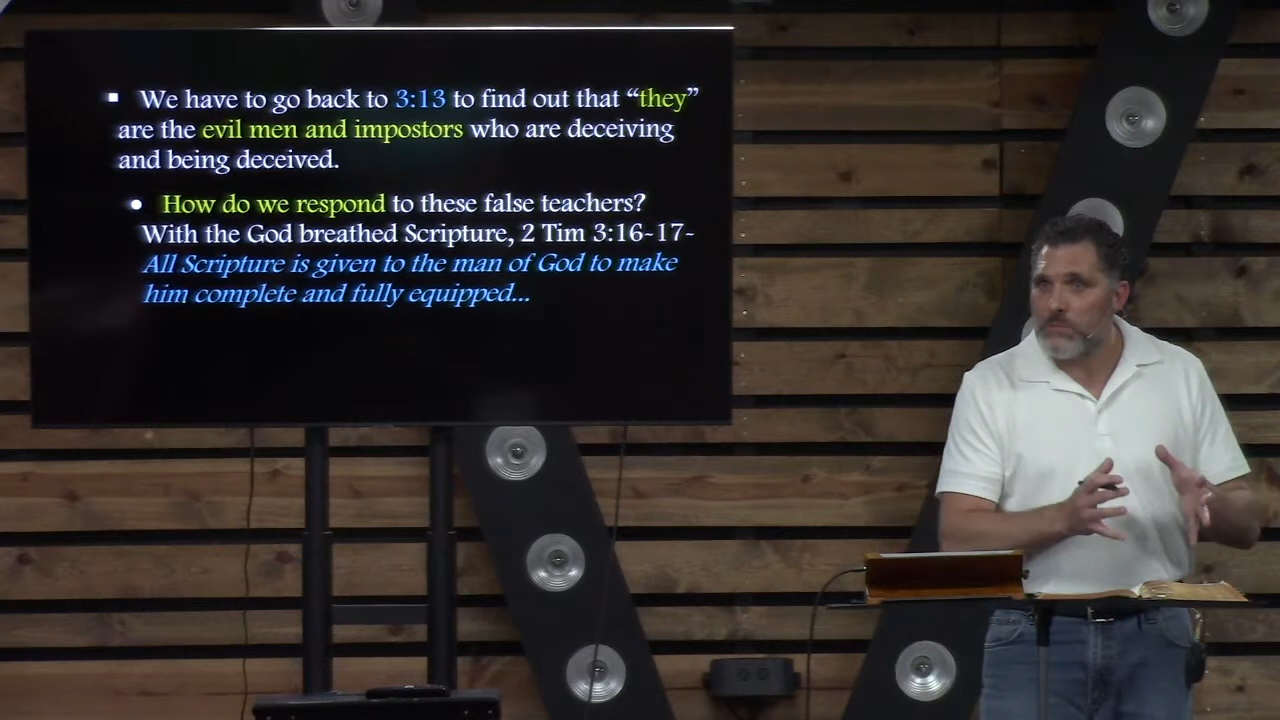 ▪ We have to go back to 3:13 to find out that “they”
are the evil men and impostors who are deceiving
and being deceived.
• How do we respond to these false teachers?
With the God breathed Scripture, 2 Tim 3:16-17-
All Scripture is given to the man of God to make
him complete and fully equipped...